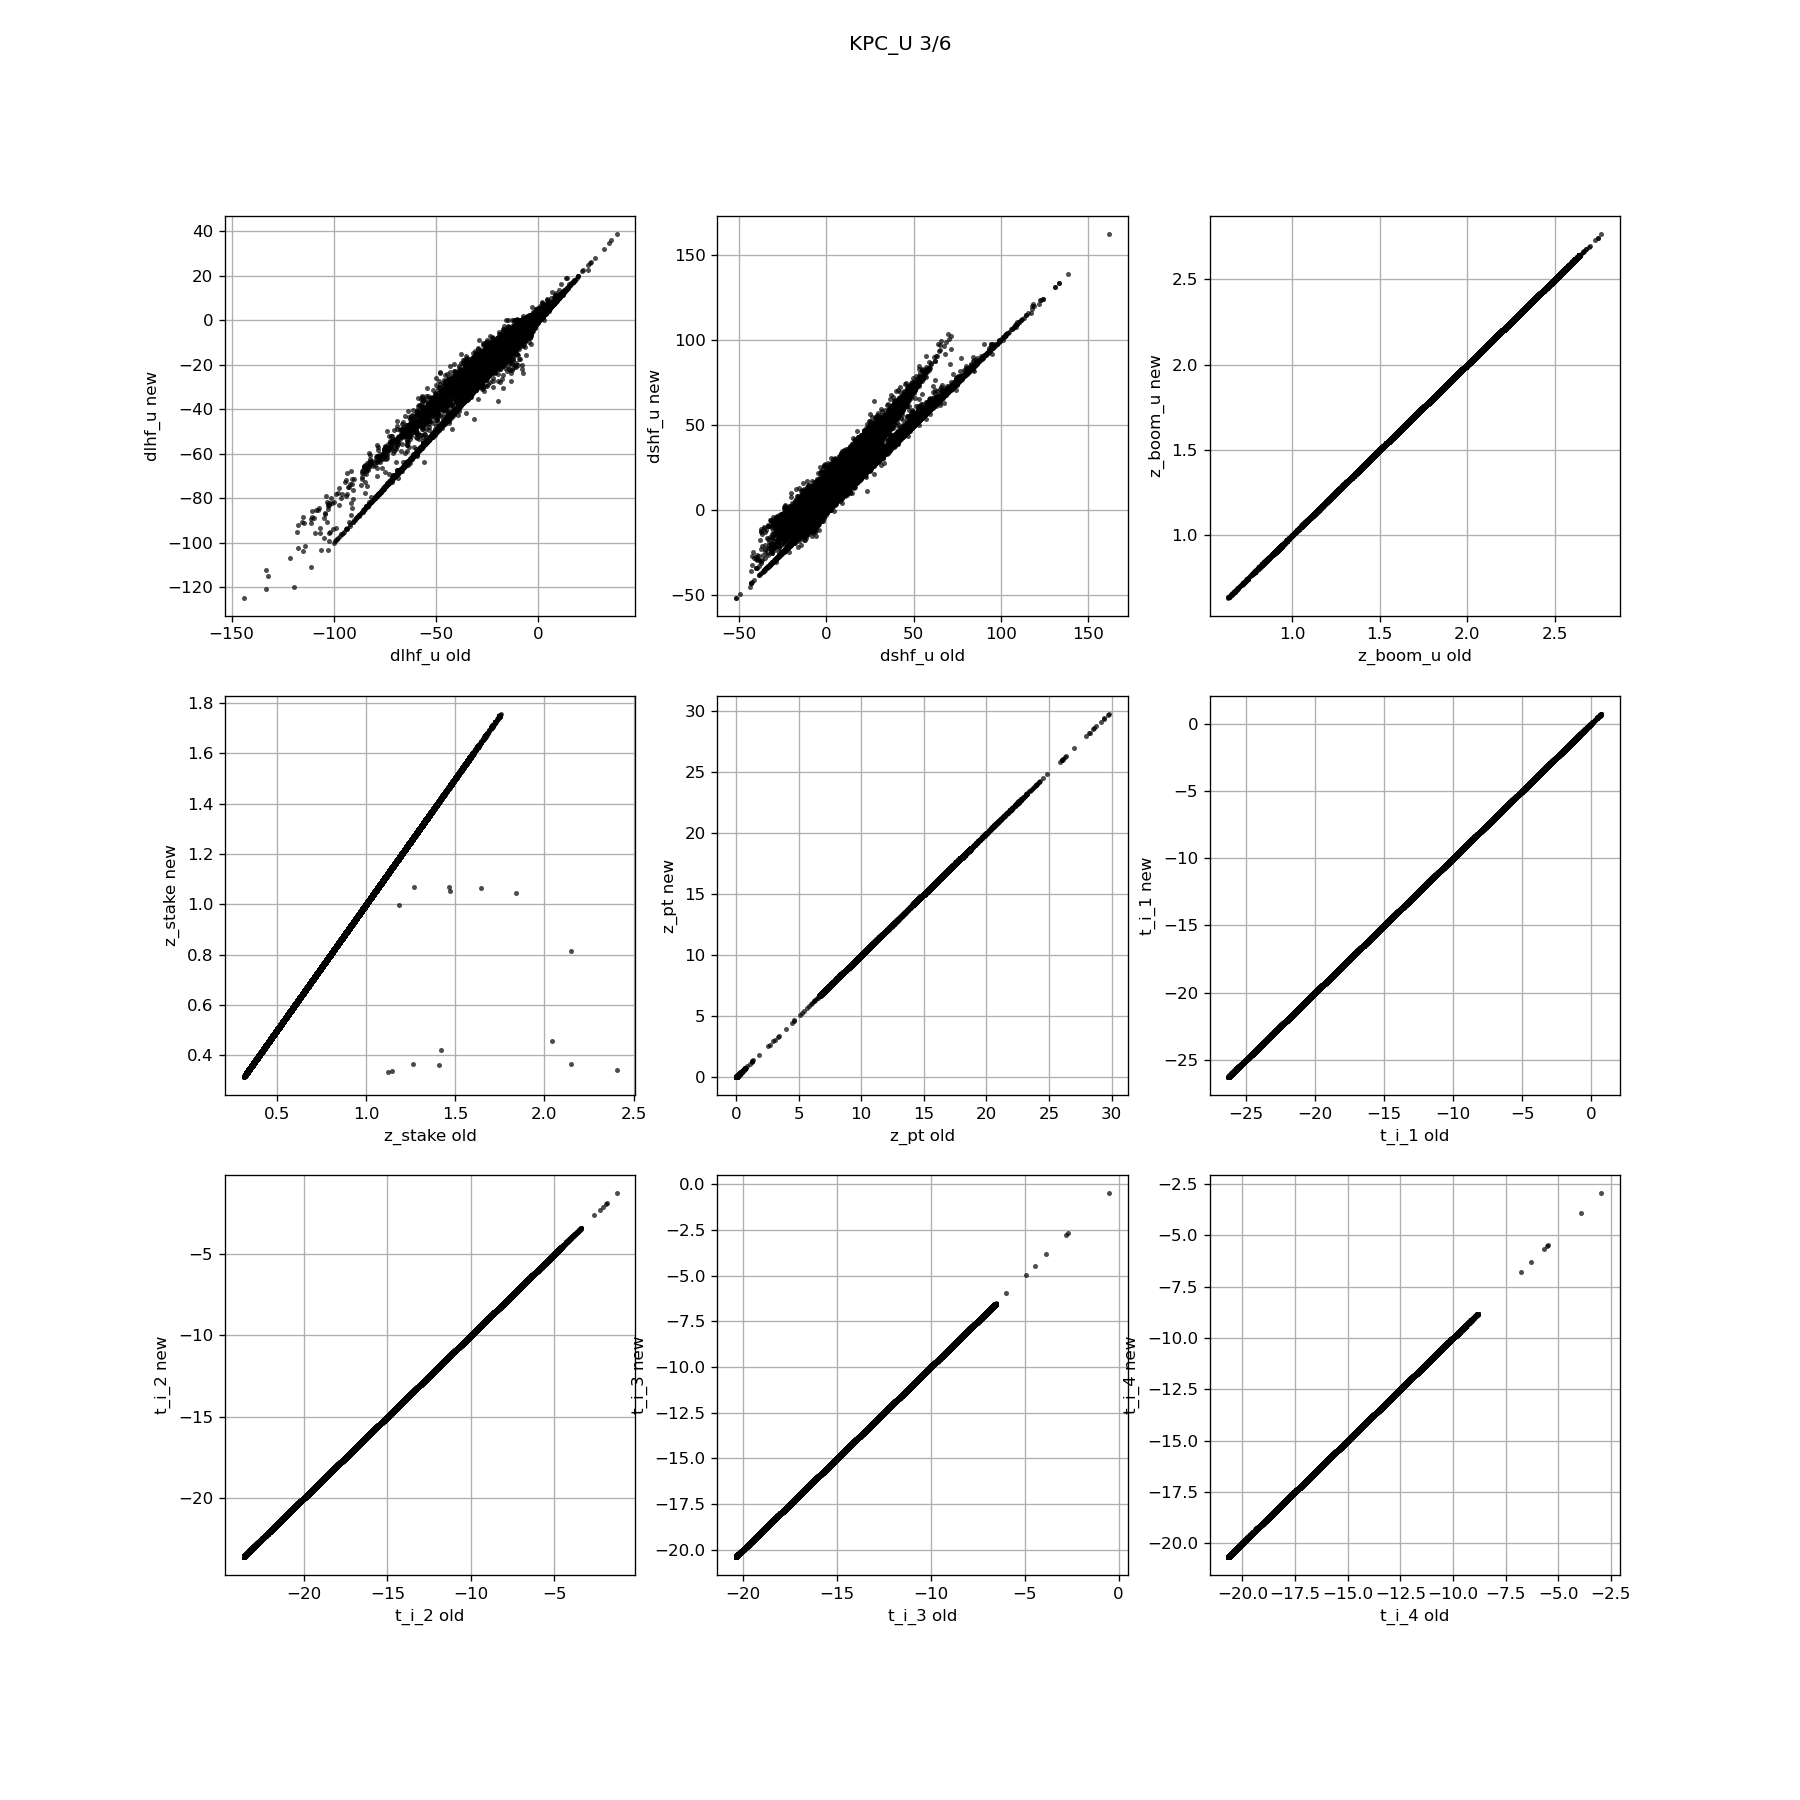 KPC_U 3/6
40
20
0
−20
−40
−60
−80
−100
−120
dlhf_u new
−150 −100 −50 0
dlhf_u old
150
100
50
0
−50
dshf_u new
−50 0 50 100 150
dshf_u old
2.5
2.0
1.5
1.0
z_boom_u new
1.0 1.5 2.0 2.5
z_boom_u old
1.8
1.6
1.4
1.2
1.0
0.8
0.6
0.4
z_stake new
0.5 1.0 1.5 2.0 2.5
z_stake old
30
25
20
15
10
5
0
z_pt new
0 5 10 15 20 25 30
z_pt old
0
−5
−10
−15
−20
−25
t_i_1 new
−25 −20 −15 −10 −5 0
t_i_1 old
−5
−10
−15
−20
t_i_2 new
−20 −15 −10 −5
t_i_2 old
0.0
−2.5
−5.0
−7.5
−10.0
−12.5
−15.0
−17.5
−20.0
t_i_3 new
−20 −15 −10 −5 0
t_i_3 old
−2.5
−5.0
−7.5
−10.0
−12.5
−15.0
−17.5
−20.0
t_i_4 new
−20.0 −17.5 −15.0 −12.5 −10.0 −7.5 −5.0 −2.5
t_i_4 old